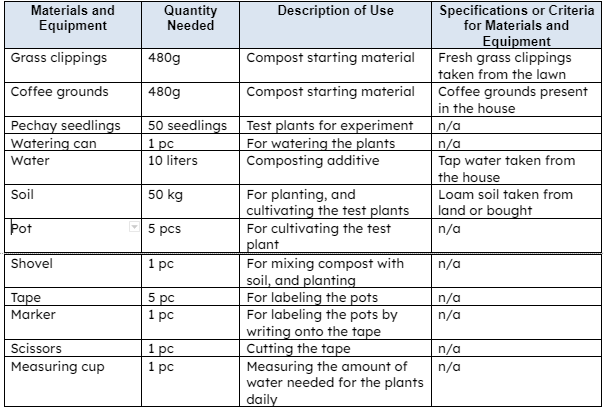 Materials and Equipment	Quantity Needed	Description of Use	Specifications or Criteria for Materials and Equipment
Grass clippings	480g	Compost starting material	Fresh grass clippings taken from the lawn
Coffee grounds	480g	Compost starting material	Coffee grounds present in the house
Pechay seedlings	50 seedlings	Test plants for experiment	n/a
Watering can	1 pc	For watering the plants	n/a
Water	10 liters	Composting additive	Tap water taken from the house
Soil	50 kg	For planting, and cultivating the test plants	Loam soil taken from land or bought
Pot	5 pcs	For cultivating the test plant	n/a
Shovel	1 pc	For mixing compost with soil, and planting	n/a
Tape	5 pc	For labeling the pots	n/a
Marker	1 pc	For labeling the pots by writing onto the tape	n/a
Scissors	1 pc	Cutting the tape	n/a
Measuring cup	1 pc	Measuring the amount of water needed for the plants daily	n/a